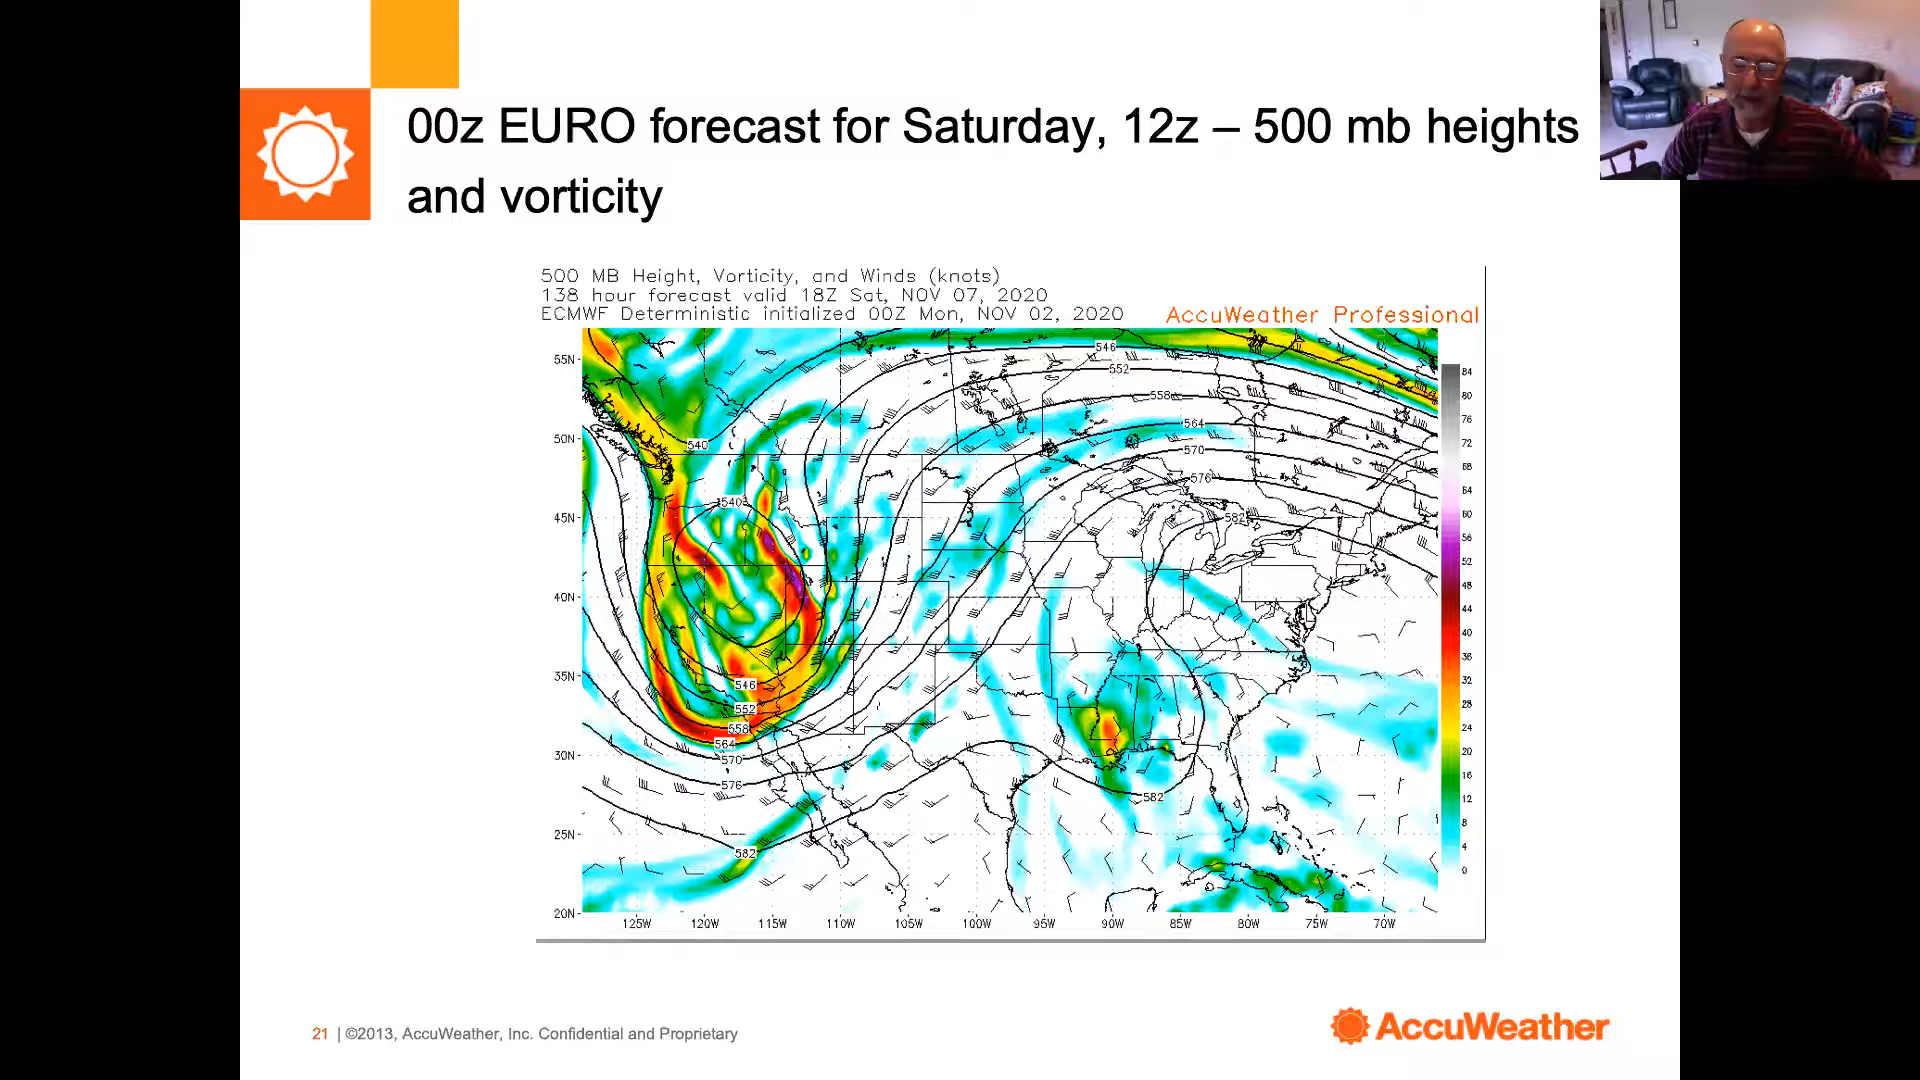 00z EURO forecast for Saturday, 12z – 500 mb heights
and vorticity
500 MB Height, Vorticity, and Winds (knots)
138 hour forecast valid 18Z Sat, NOV 07, 2020
ECMWF Deterministic initialized 00Z Mon, NOV 02, 2020
AccuWeather Professional
55N
50N
45N
40N
35N
30N
25N
20N
125W 120W 115W 110W 105W 100W 95W 90W 85W 80W 75W 70W
546
552
558
564
570
576
582
540
540
546
552
558
564
570
576
582
582
84
80
76
72
68
64
60
56
52
48
44
40
36
32
28
24
20
16
12
8
4
0
21 | ©2013, AccuWeather, Inc. Confidential and Proprietary
AccuWeather